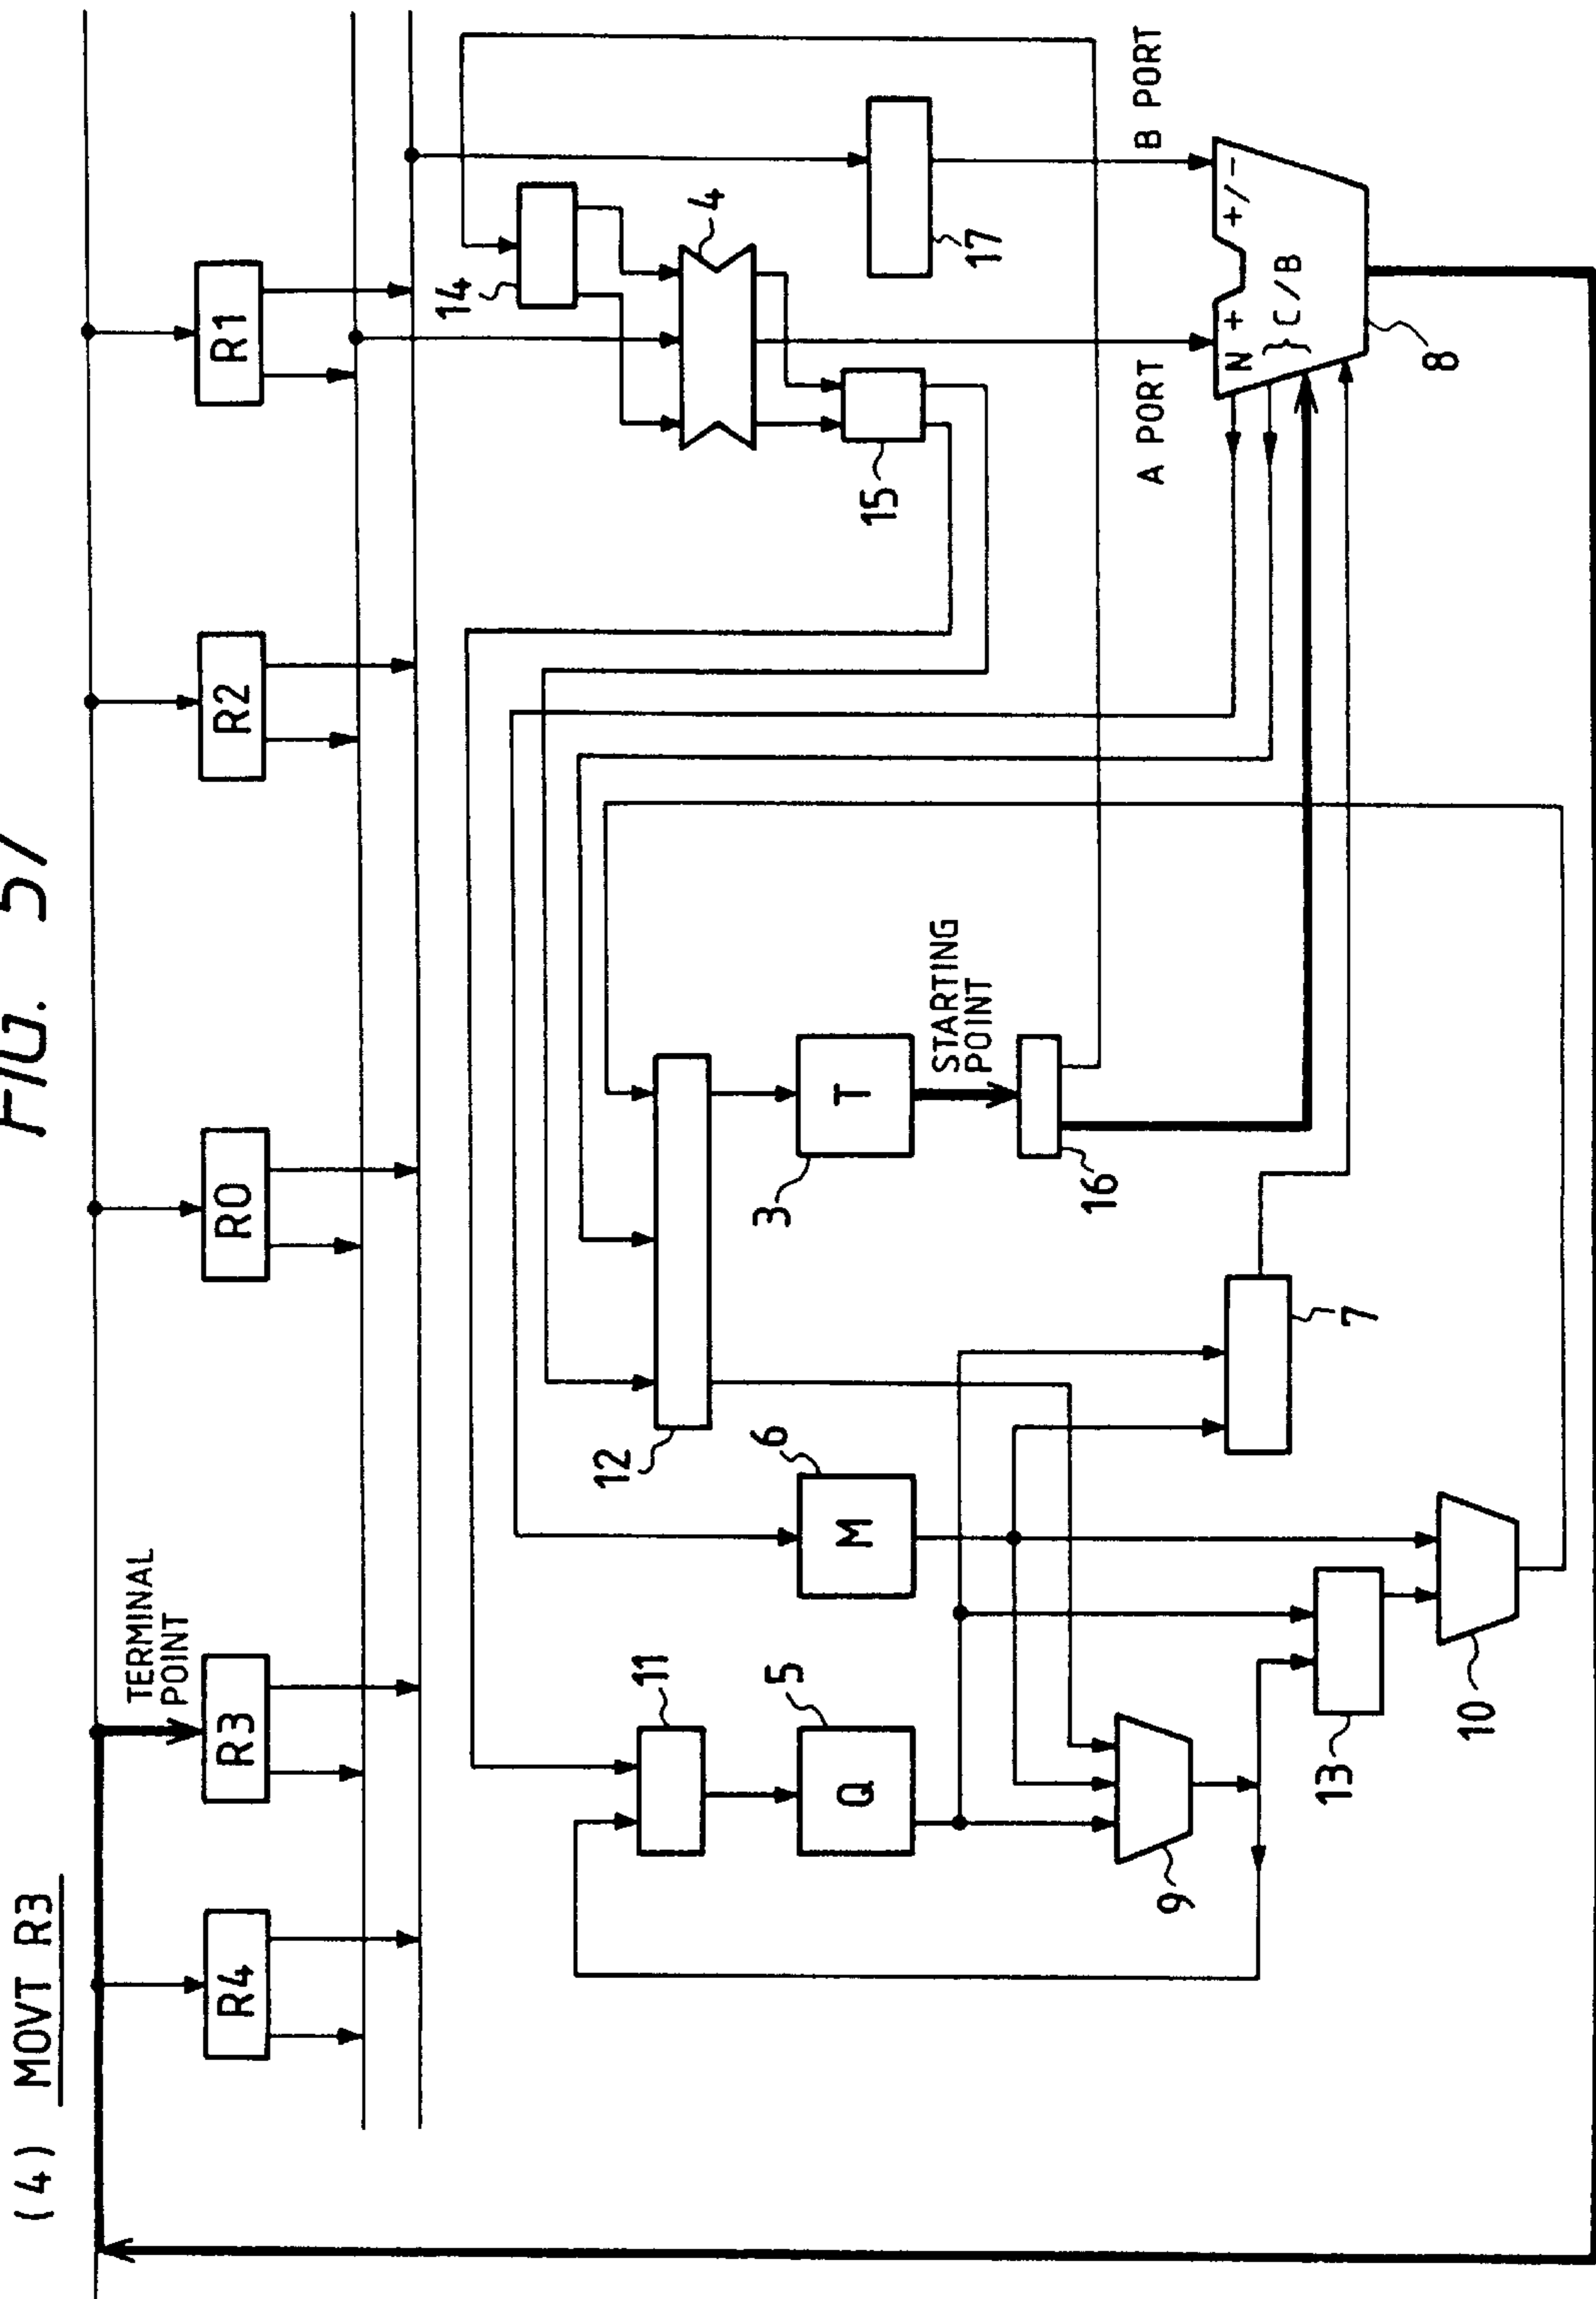 FIG. 57
(4) MOVT R3
TERMINAL
POINT
R4
R3
R0
R2
R1
11
5
Q
6
M
12
3
T
STARTING
POINT
16
14
4
15
17
9
13
10
7
A PORT
B PORT
N + +/-
} C/B
8